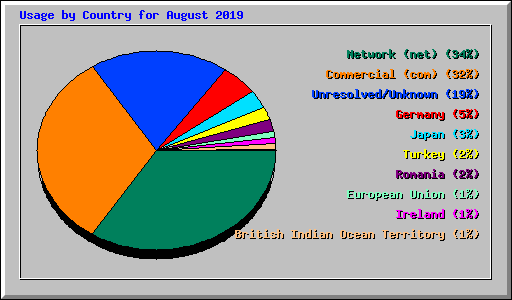 Usage by Country for August 2019
Network (net) (34%)
Commercial (com) (32%)
Unresolved/Unknown (19%)
Germany (5%)
Japan (3%)
Turkey (2%)
Romania (2%)
European Union (1%)
Ireland (1%)
British Indian Ocean Territory (1%)